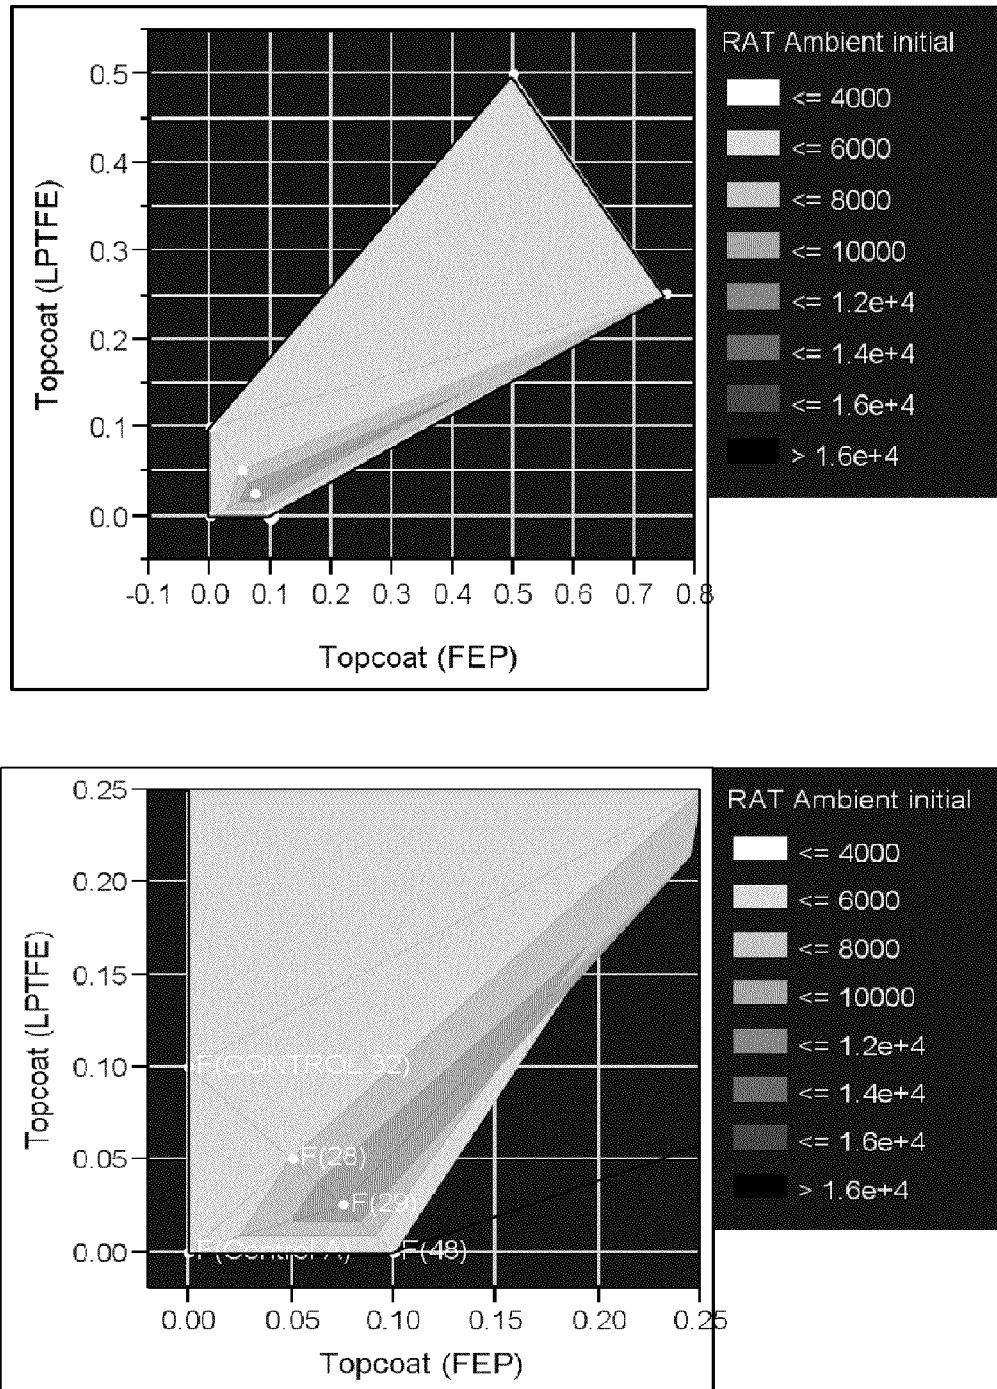 RAT Ambient initial
<= 4000
<= 6000
<= 8000
<= 10000
<= 1.2e+4
<= 1.4e+4
<= 1.6e+4
> 1.6e+4
Topcoat (LPTFE)
0.5
0.4
0.3
0.2
0.1
0.0
-0.1 0.0 0.1 0.2 0.3 0.4 0.5 0.6 0.7 0.8
Topcoat (FEP)
RAT Ambient initial
<= 4000
<= 6000
<= 8000
<= 10000
<= 1.2e+4
<= 1.4e+4
<= 1.6e+4
> 1.6e+4
Topcoat (LPTFE)
0.25
0.20
0.15
0.10
0.05
0.00
F(CONTROL 32)
F(28)
F(29)
F(Control A)
F(48)
0.00 0.05 0.10 0.15 0.20 0.25
Topcoat (FEP)